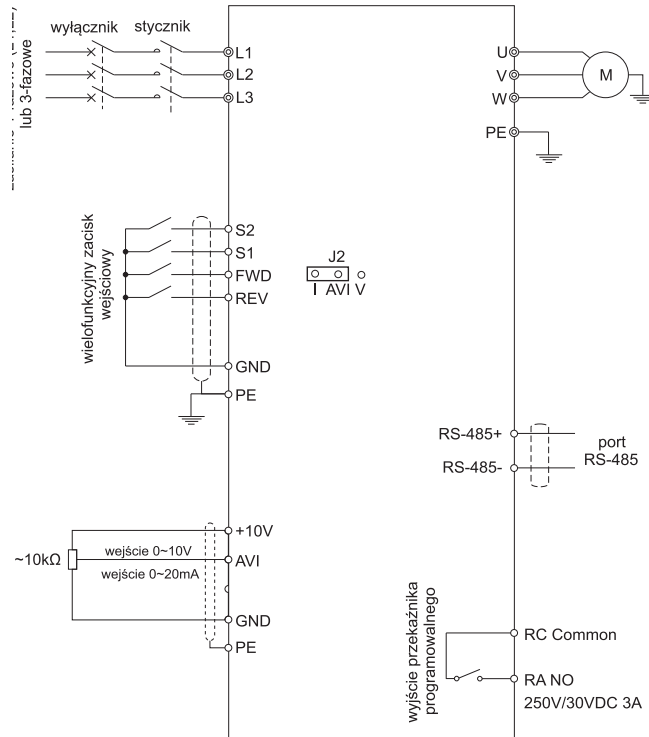 wyłącznik stycznik
lub 3-fazowe
L1
L2
L3
U
V
W
M
PE
wielofunkcyjny zacisk
wejściowy
S2
S1
FWD
REV
GND
PE
J2
I AVI V
RS-485+
RS-485-
port
RS-485
~10kΩ
wejście 0~10V
wejście 0~20mA
+10V
AVI
GND
PE
wyjście przekaźnika
programowalnego
RC Common
RA NO
250V/30VDC 3A